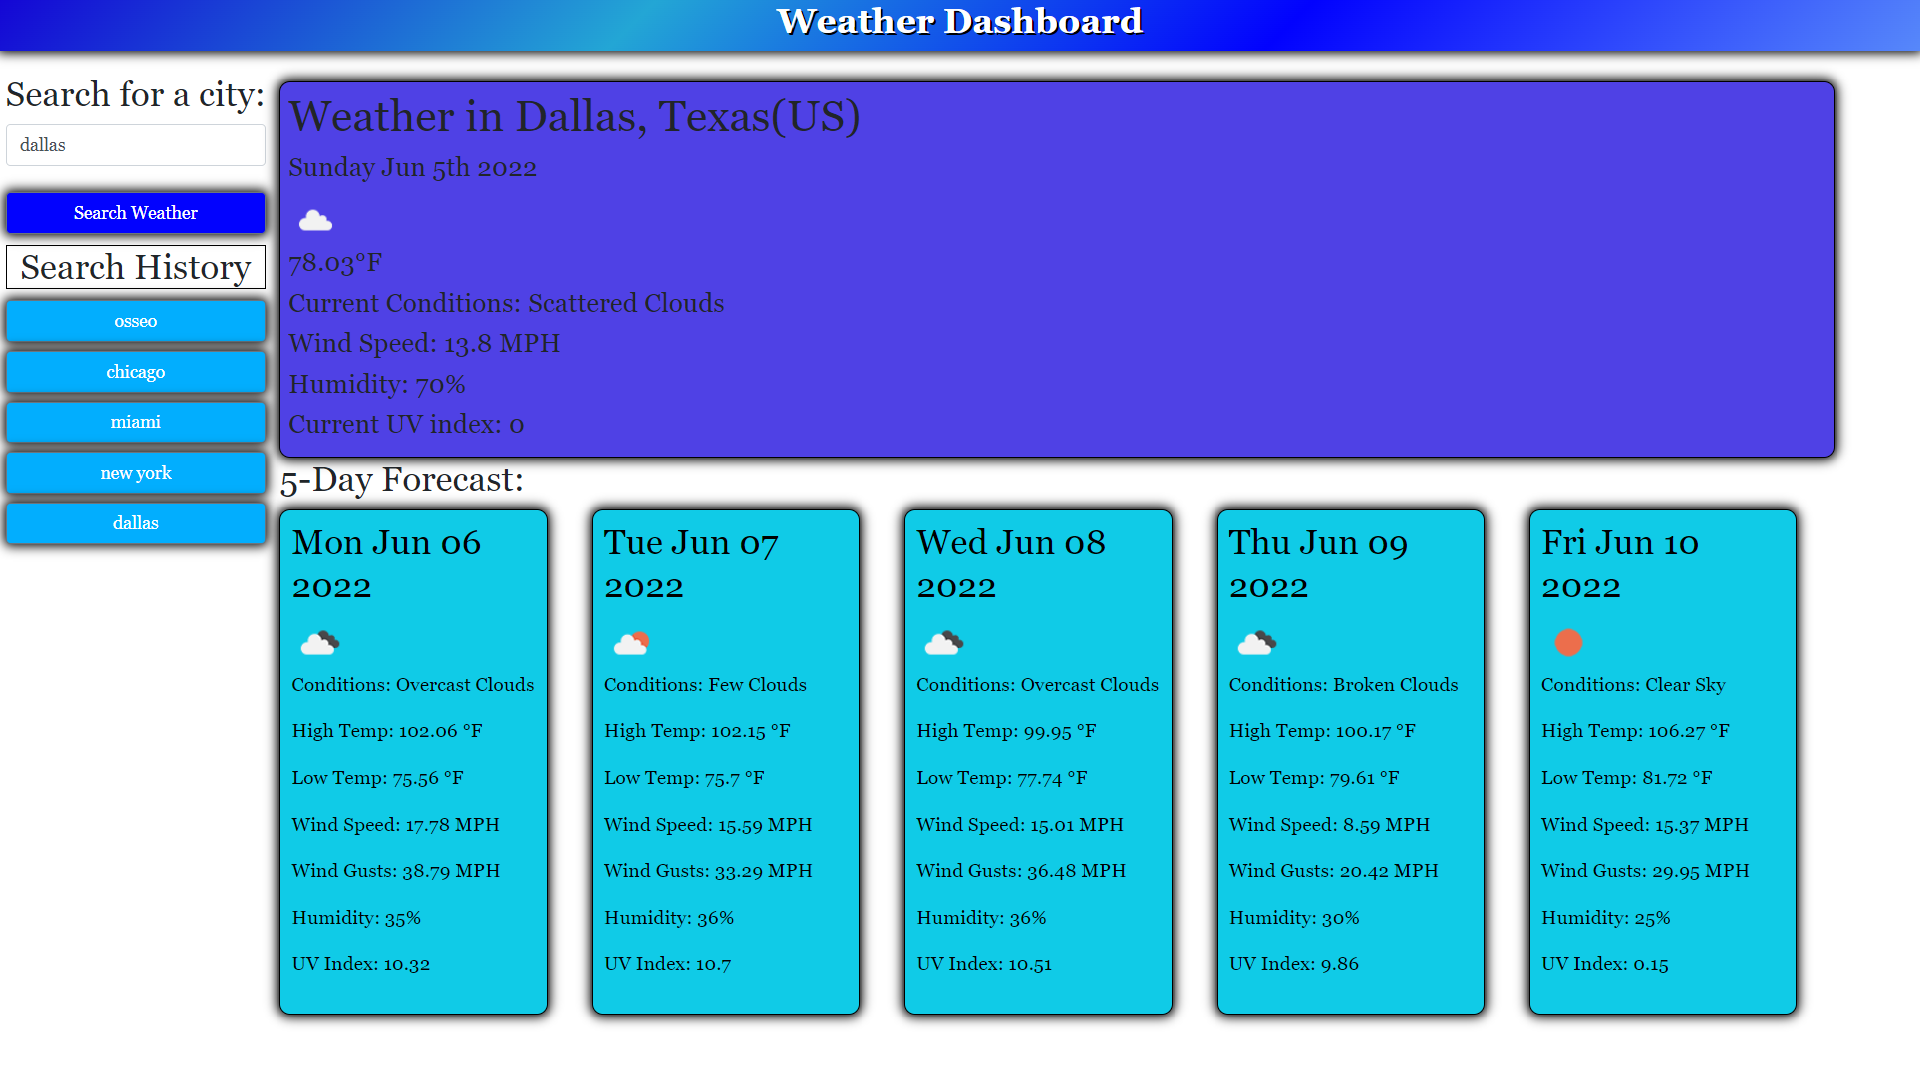 Weather Dashboard
Search for a city:
dallas
Search Weather
Search History
osseo
chicago
miami
new york
dallas
Weather in Dallas, Texas(US)
Sunday Jun 5th 2022
78.03°F
Current Conditions: Scattered Clouds
Wind Speed: 13.8 MPH
Humidity: 70%
Current UV index: 0
5-Day Forecast:
Mon Jun 06
2022
Conditions: Overcast Clouds
High Temp: 102.06 °F
Low Temp: 75.56 °F
Wind Speed: 17.78 MPH
Wind Gusts: 38.79 MPH
Humidity: 35%
UV Index: 10.32
Tue Jun 07
2022
Conditions: Few Clouds
High Temp: 102.15 °F
Low Temp: 75.7 °F
Wind Speed: 15.59 MPH
Wind Gusts: 33.29 MPH
Humidity: 36%
UV Index: 10.7
Wed Jun 08
2022
Conditions: Overcast Clouds
High Temp: 99.95 °F
Low Temp: 77.74 °F
Wind Speed: 15.01 MPH
Wind Gusts: 36.48 MPH
Humidity: 36%
UV Index: 10.51
Thu Jun 09
2022
Conditions: Broken Clouds
High Temp: 100.17 °F
Low Temp: 79.61 °F
Wind Speed: 8.59 MPH
Wind Gusts: 20.42 MPH
Humidity: 30%
UV Index: 9.86
Fri Jun 10
2022
Conditions: Clear Sky
High Temp: 106.27 °F
Low Temp: 81.72 °F
Wind Speed: 15.37 MPH
Wind Gusts: 29.95 MPH
Humidity: 25%
UV Index: 0.15